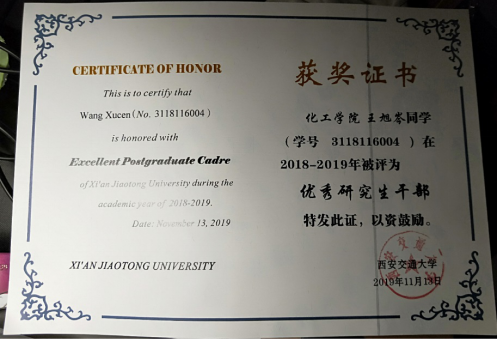 CERTIFICATE OF HONOR
This is to certify that
Wang Xucen (No. 3118116004 )
is honored with
Excellent Postgraduate Cadre
of Xi'an Jiaotong University during the
academic year of 2018-2019.
Date: November 13, 2019
XI'AN JIAOTONG UNIVERSITY
获奖证书
化工学院 王旭岑同学
(学号 3118116004 ) 在
2018-2019年被评为
优秀研究生干部
特发此证,以资鼓励。
西安交通大学
2019年11月13日